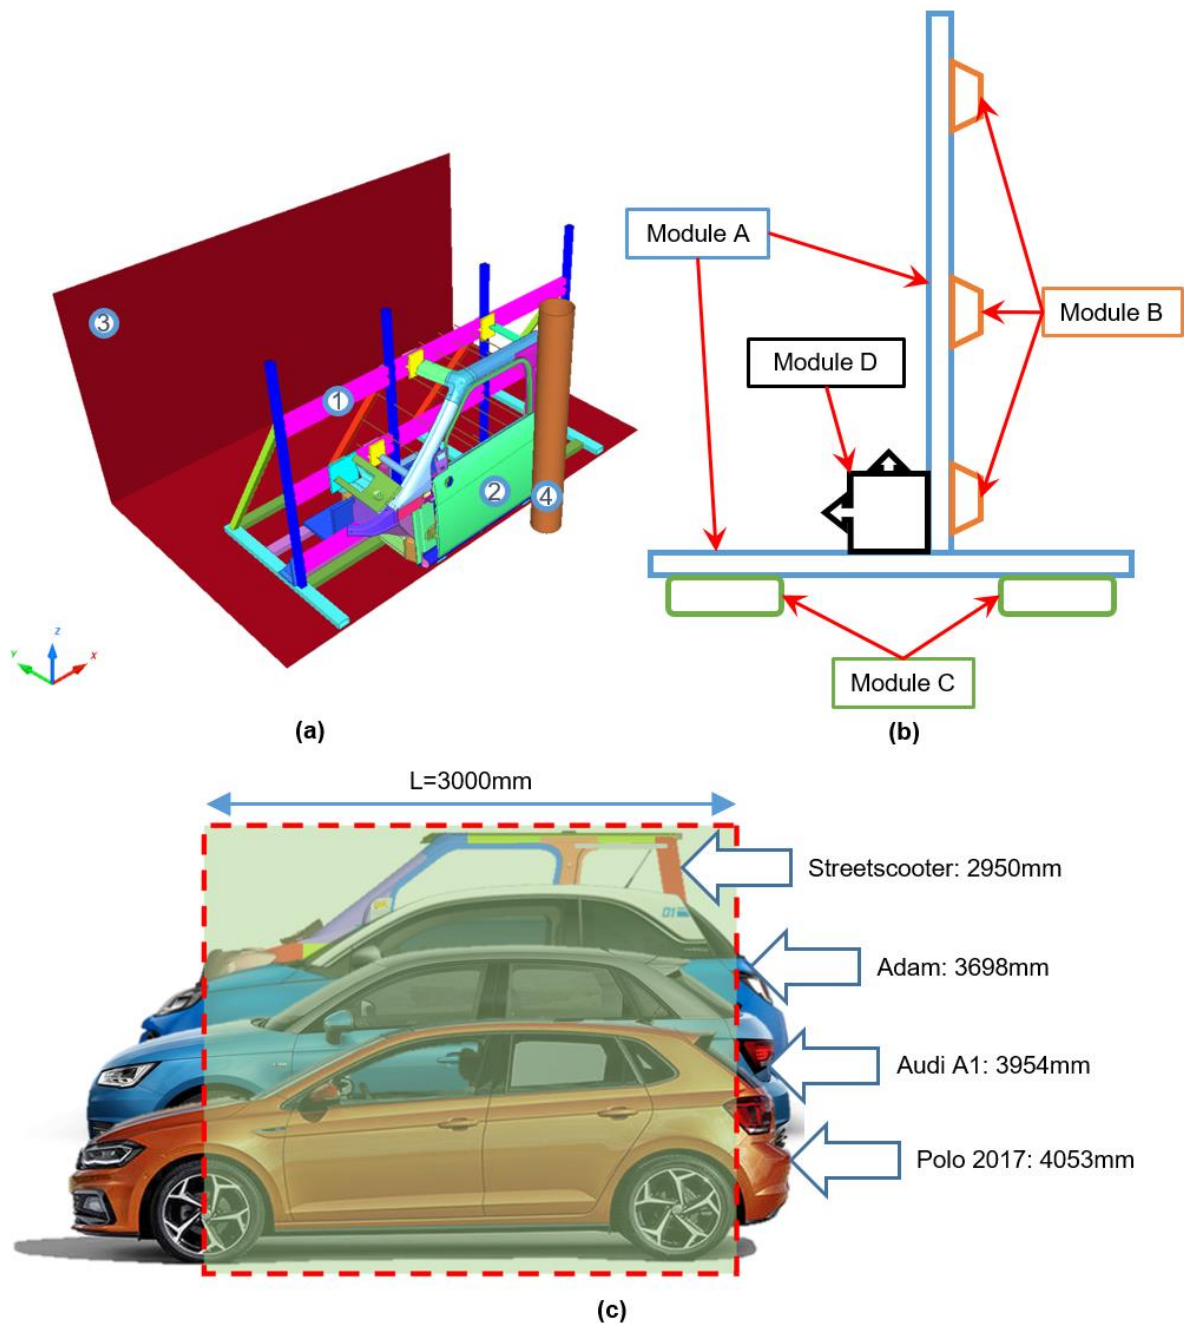 3
1
2
4
Z
Y
X
(a)
Module A
Module B
Module D
Module C
(b)
L=3000mm
Streetscooter: 2950mm
01
Adam: 3698mm
Audi A1: 3954mm
Polo 2017: 4053mm
(c)